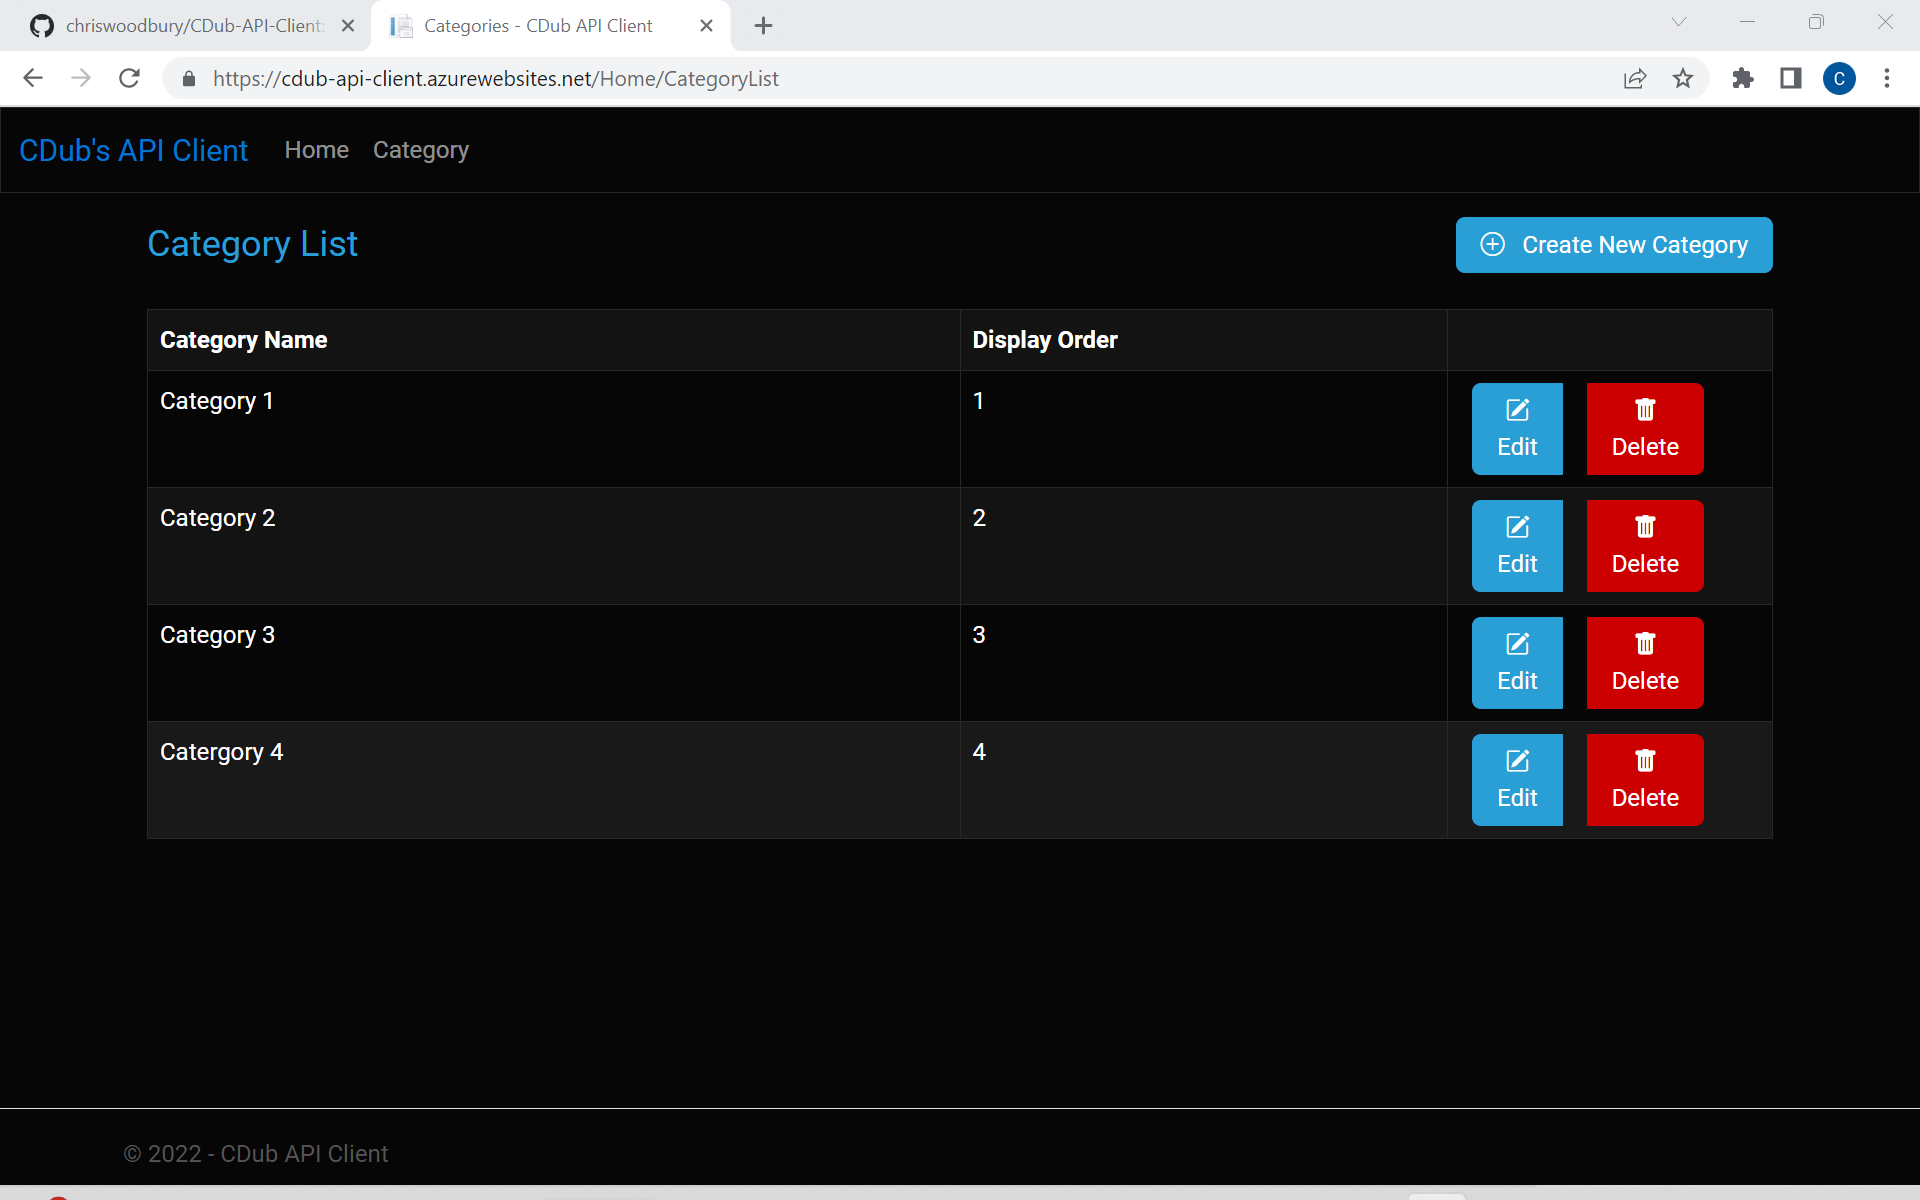 chriswoodbury/CDub-API-Client:
Categories - CDub API Client
https://cdub-api-client.azurewebsites.net/Home/CategoryList
C
CDub's API Client Home Category
Category List
Create New Category
Category Name Display Order
Category 1 1
Edit Delete
Category 2 2
Edit Delete
Category 3 3
Edit Delete
Catergory 4 4
Edit Delete
© 2022 - CDub API Client